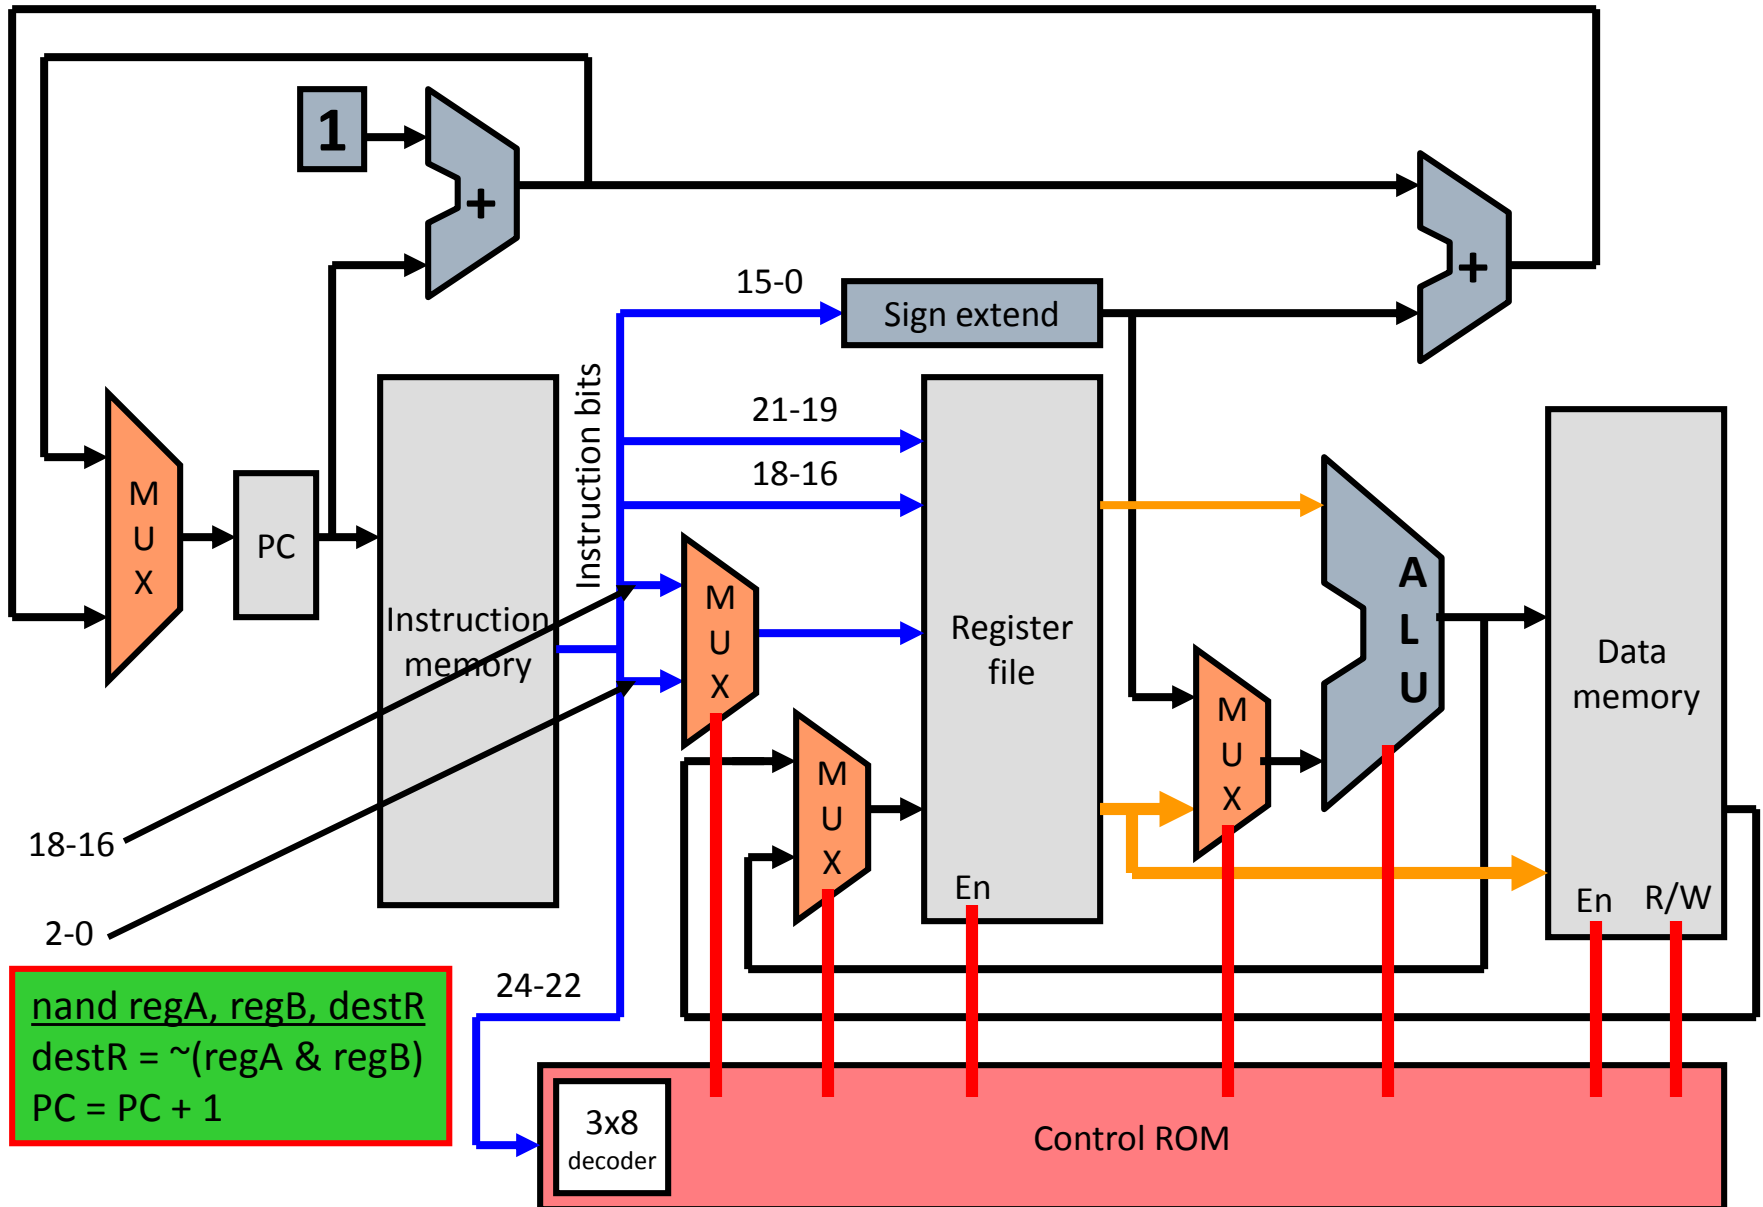 1
+
+
15-0
Sign extend
Instruction bits
21-19
18-16
M
U
X
PC
Instruction
memory
M
U
X
Register
file
A
L
U
Data
memory
M
U
X
M
U
X
18-16
2-0
En
En
R/W
24-22
nand regA, regB, destR
destR = ~(regA & regB)
PC = PC + 1
3x8
decoder
Control ROM